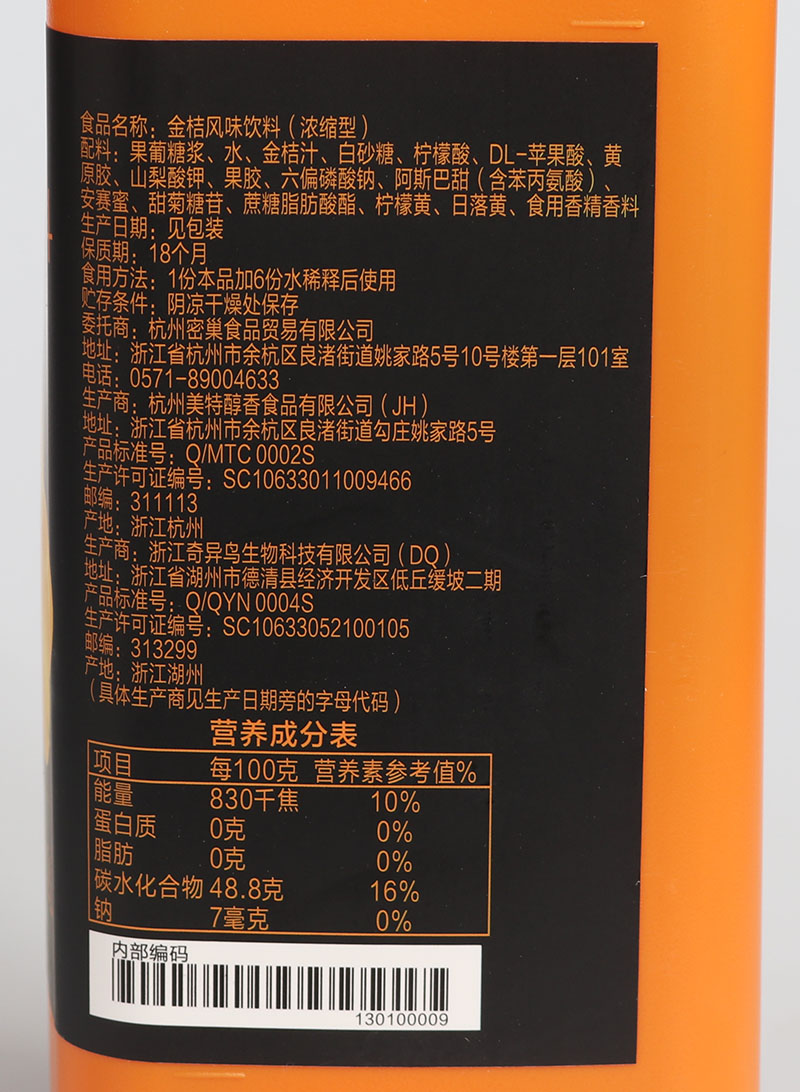 食品名称：金桔风味饮料（浓缩型）
配料：果葡糖浆、水、金桔汁、白砂糖、柠檬酸、DL-苹果酸、黄
原胶、山梨酸钾、果胶、六偏磷酸钠、阿斯巴甜（含苯丙氨酸）、
安赛蜜、甜菊糖苷、蔗糖脂肪酸酯、柠檬黄、日落黄、食用香精香料
生产日期：见包装
保质期：18个月
食用方法：1份本品加6份水稀释后使用
贮存条件：阴凉干燥处保存
委托商：杭州密巢食品贸易有限公司
地址：浙江省杭州市余杭区良渚街道姚家路5号10号楼第一层101室
电话：0571-89004633
生产商：杭州美特醇香食品有限公司（JH）
地址：浙江省杭州市余杭区良渚街道勾庄姚家路5号
产品标准号：Q/MTC 0002S
生产许可证编号：SC10633011009466
邮编：311113
产地：浙江杭州
生产商：浙江奇异鸟生物科技有限公司（DQ）
地址：浙江省湖州市德清县经济开发区低丘缓坡二期
产品标准号：Q/QYN 0004S
生产许可证编号：SC10633052100105
邮编：313299
产地：浙江湖州
（具体生产商见生产日期旁的字母代码）
营养成分表
项目 每100克 营养素参考值%
能量 830千焦 10%
蛋白质 0克 0%
脂肪 0克 0%
碳水化合物 48.8克 16%
钠 7毫克 0%
内部编码
130100009